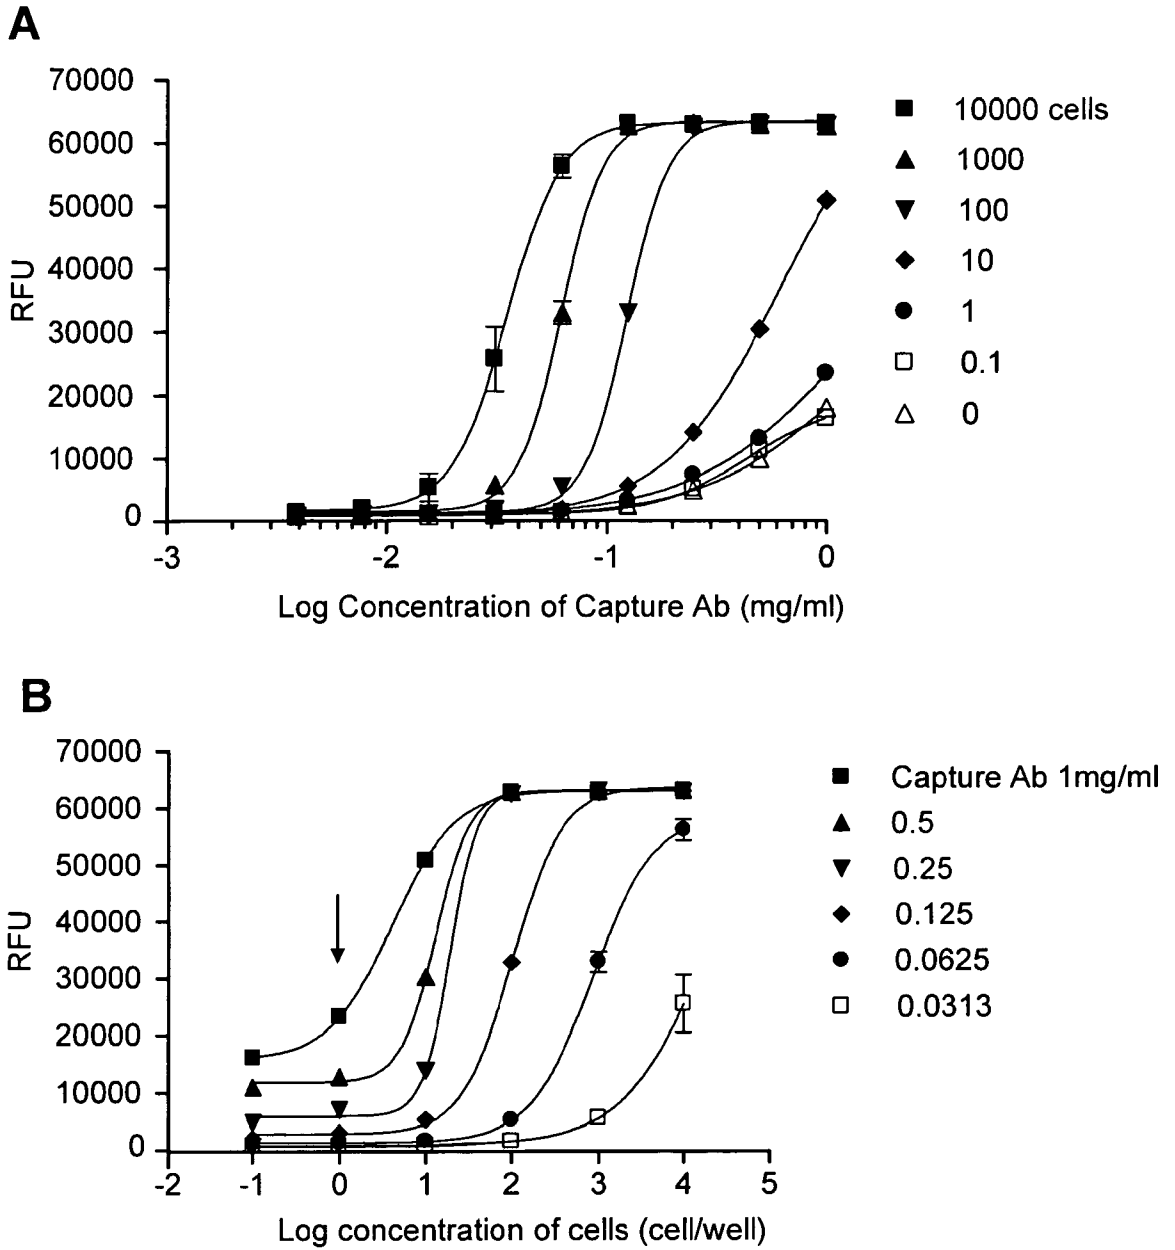 A
70000
60000
50000
40000
30000
20000
10000
0
RFU
-3 -2 -1 0
Log Concentration of Capture Ab (mg/ml)
10000 cells
1000
100
10
1
0.1
0
B
70000
60000
50000
40000
30000
20000
10000
0
RFU
-2 -1 0 1 2 3 4 5
Log concentration of cells (cell/well)
Capture Ab 1mg/ml
0.5
0.25
0.125
0.0625
0.0313